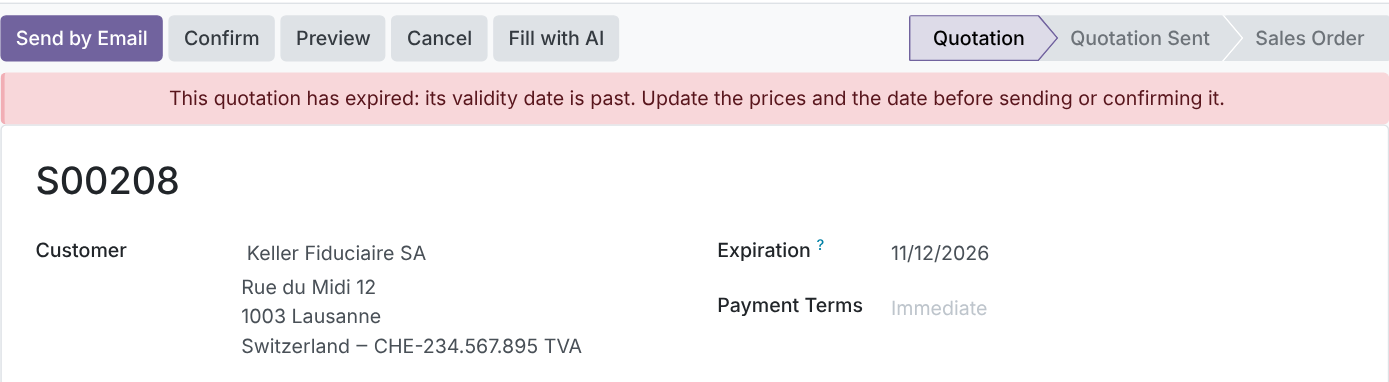 Send by Email Confirm Preview Cancel Fill with AI Quotation Quotation Sent Sales Order
This quotation has expired: its validity date is past. Update the prices and the date before sending or confirming it.
S00208
Customer Keller Fiduciaire SA
Rue du Midi 12
1003 Lausanne
Switzerland – CHE-234.567.895 TVA
Expiration ? 11/12/2026
Payment Terms Immediate